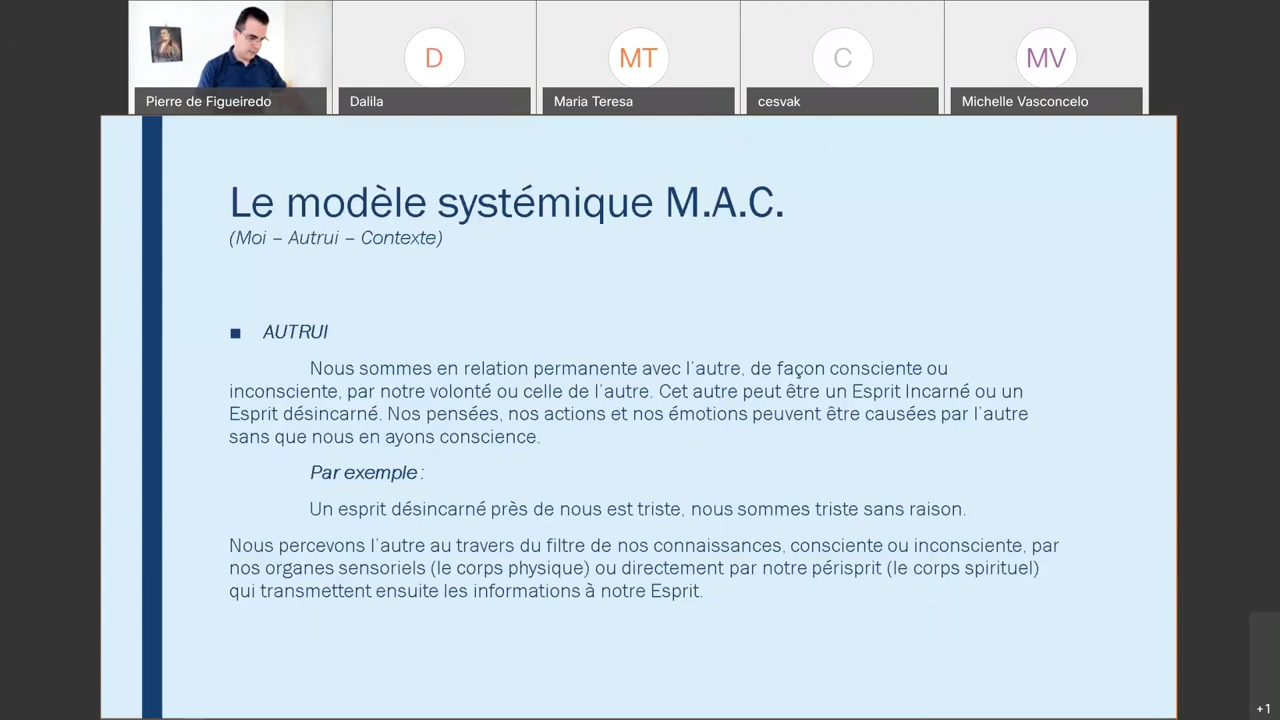 D
MT
C
MV
Pierre de Figueiredo
Dalila
Maria Teresa
cesvak
Michelle Vasconcelo
Le modèle systémique M.A.C.
(Moi – Autrui – Contexte)
■ AUTRUI
Nous sommes en relation permanente avec l'autre, de façon consciente ou
inconsciente, par notre volonté ou celle de l'autre. Cet autre peut être un Esprit Incarné ou un
Esprit désincarné. Nos pensées, nos actions et nos émotions peuvent être causées par l'autre
sans que nous en ayons conscience.
Par exemple :
Un esprit désincarné près de nous est triste, nous sommes triste sans raison.
Nous percevons l'autre au travers du filtre de nos connaissances, consciente ou inconsciente, par
nos organes sensoriels (le corps physique) ou directement par notre périsprit (le corps spirituel)
qui transmettent ensuite les informations à notre Esprit.
+1